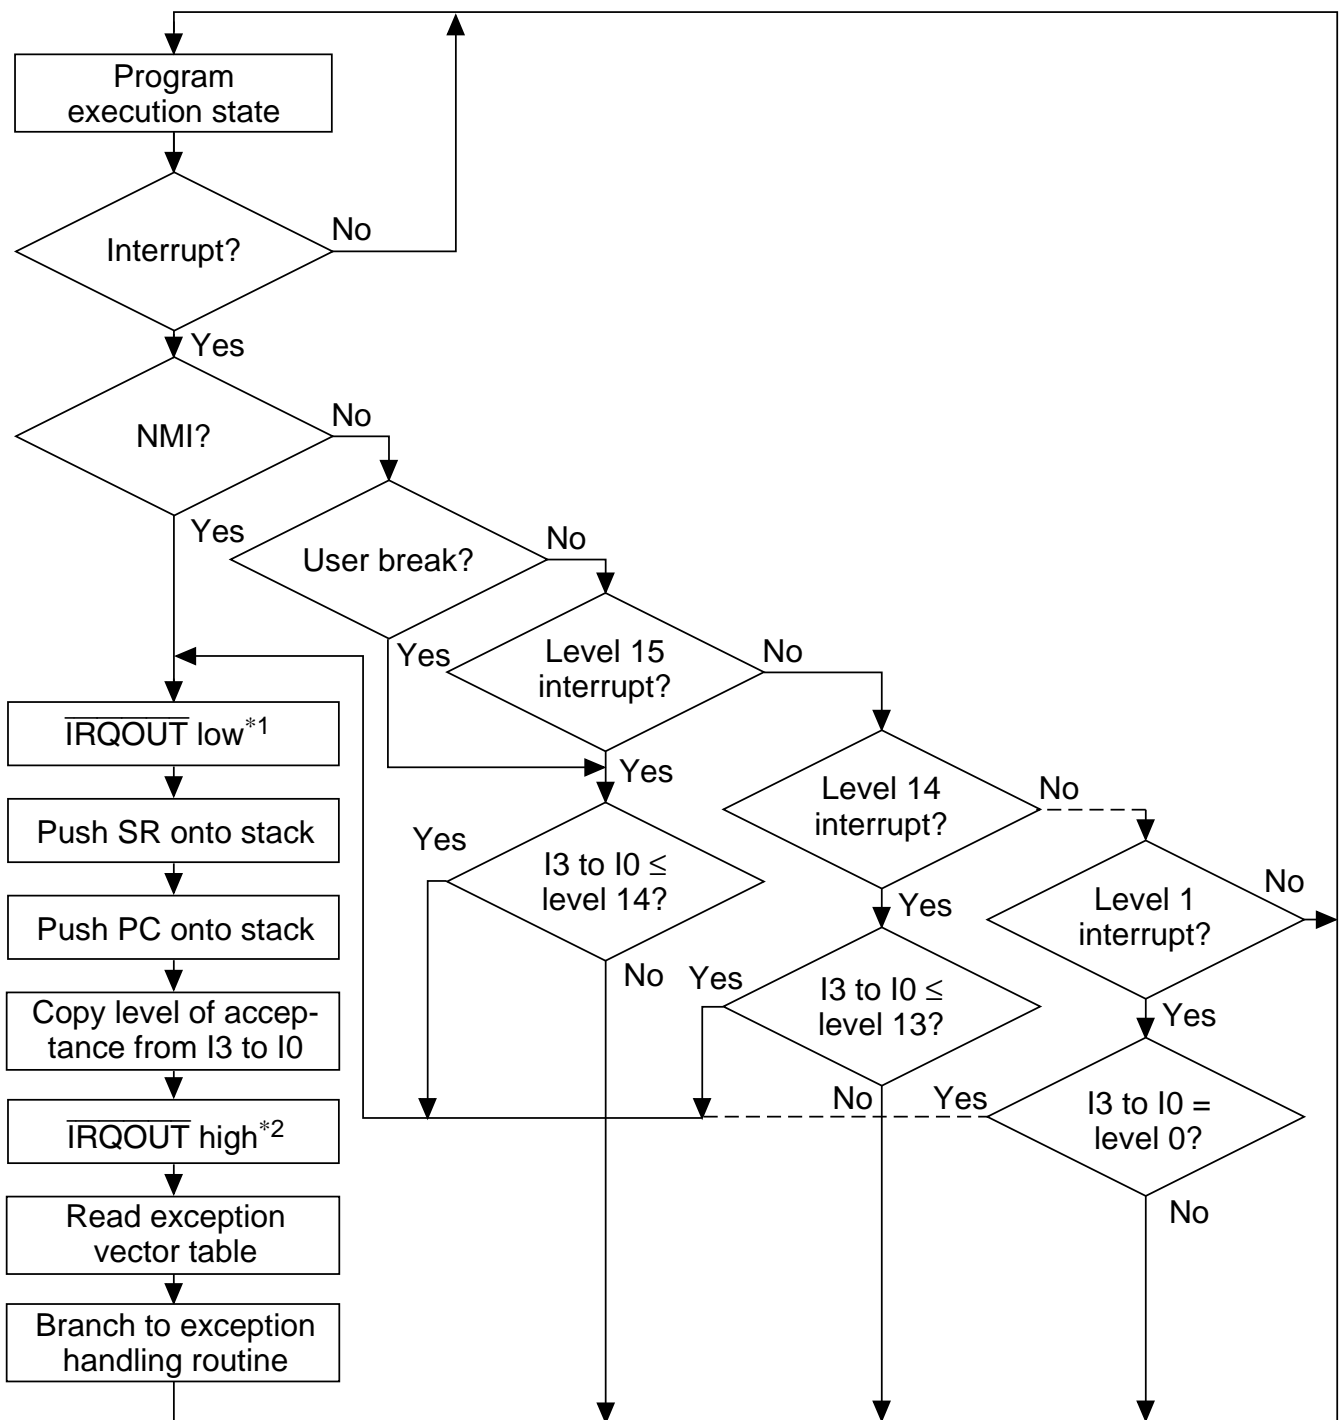 Program
execution state
Interrupt?
No
Yes
NMI?
No
Yes
User break?
No
Yes
Level 15
interrupt?
No
Yes
Level 14
interrupt?
No
Yes
Level 1
interrupt?
No
Yes
I3 to I0 ≤
level 14?
Yes
No
I3 to I0 ≤
level 13?
Yes
No
I3 to I0 =
level 0?
Yes
No
IRQOUT low*1
Push SR onto stack
Push PC onto stack
Copy level of accep-
tance from I3 to I0
IRQOUT high*2
Read exception
vector table
Branch to exception
handling routine